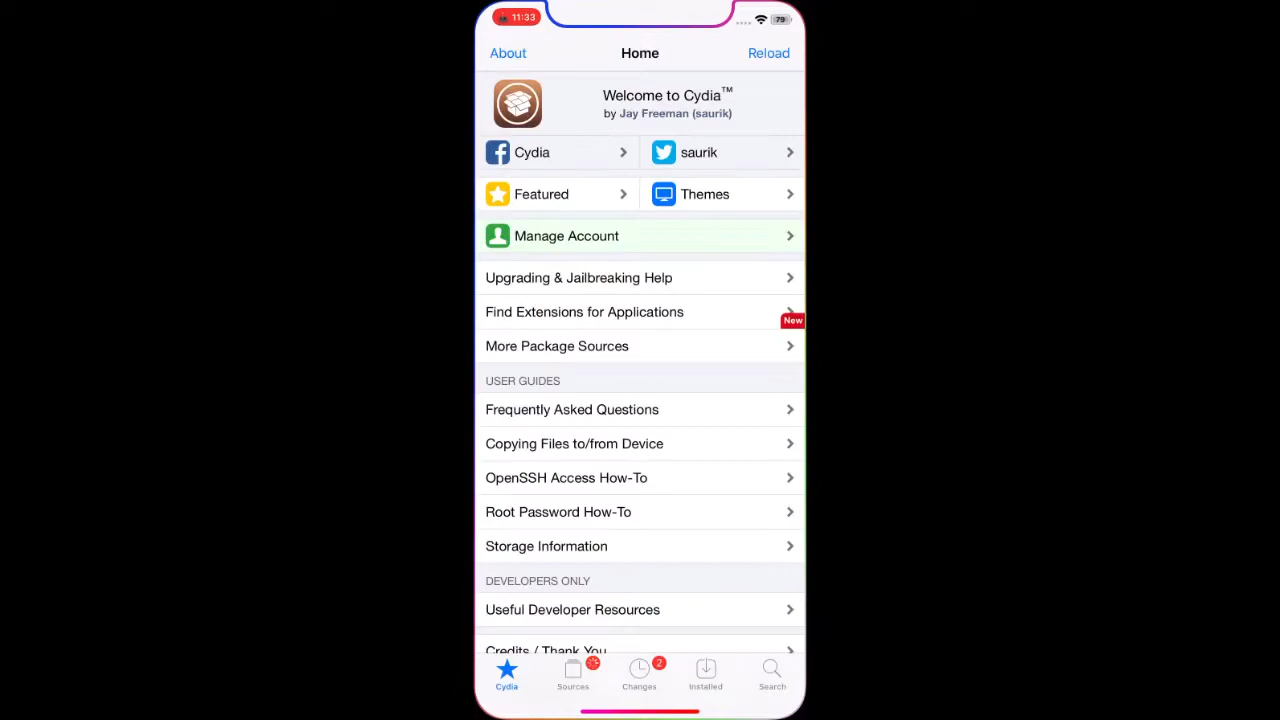 11:33
79
About
Home
Reload
Welcome to Cydia™
by Jay Freeman (saurik)
Cydia
saurik
Featured
Themes
Manage Account
Upgrading & Jailbreaking Help
Find Extensions for Applications
New
More Package Sources
USER GUIDES
Frequently Asked Questions
Copying Files to/from Device
OpenSSH Access How-To
Root Password How-To
Storage Information
DEVELOPERS ONLY
Useful Developer Resources
Credits / Thank You
2
Cydia
Sources
Changes
Installed
Search